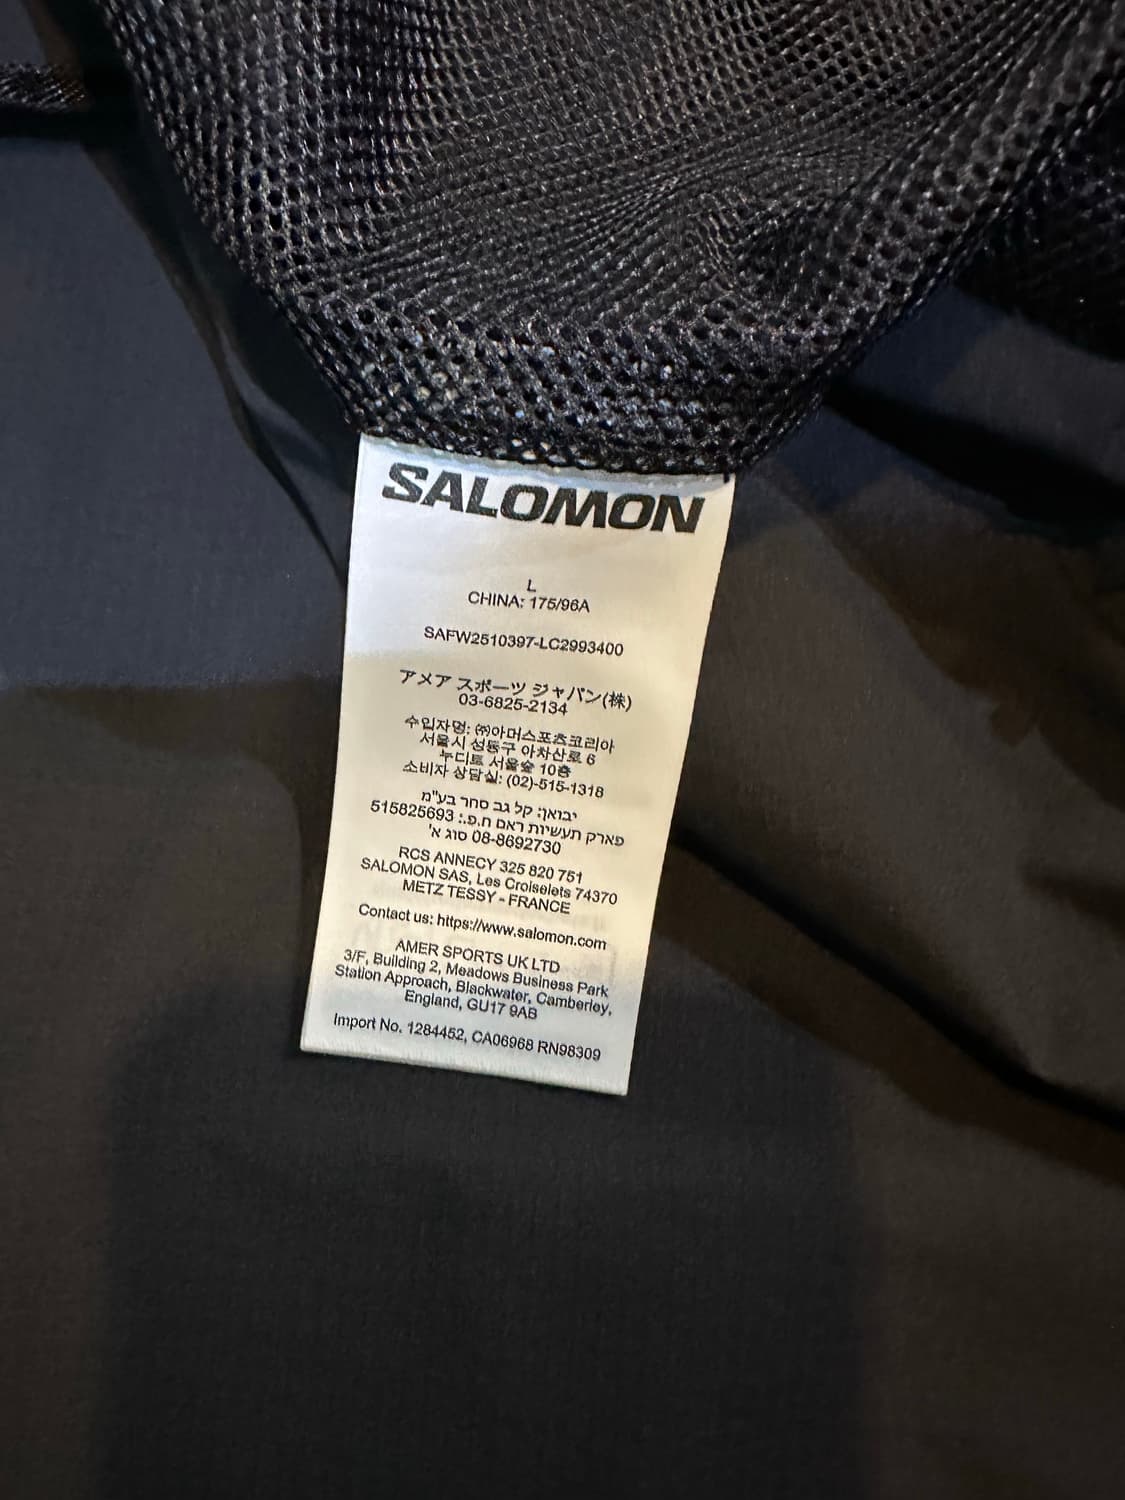 SALOMON
L
CHINA: 175/96A
SAFW2510397-LC2993400
アメア スポーツ ジャパン(株)
03-6825-2134
수입자명: ㈜아머스포츠코리아
서울시 성동구 아차산로 6
누디트 서울숲 10층
소비자 상담실: (02)-515-1318
יבואן: קל גב סחר בע"מ
פארק תעשיות ראם ח.פ.: 515825693
08-8692730 סוג א'
RCS ANNECY 325 820 751
SALOMON SAS, Les Croiselets 74370
METZ TESSY - FRANCE
Contact us: https://www.salomon.com
AMER SPORTS UK LTD
3/F, Building 2, Meadows Business Park
Station Approach, Blackwater, Camberley,
England, GU17 9AB
Import No. 1284452, CA06968 RN98309